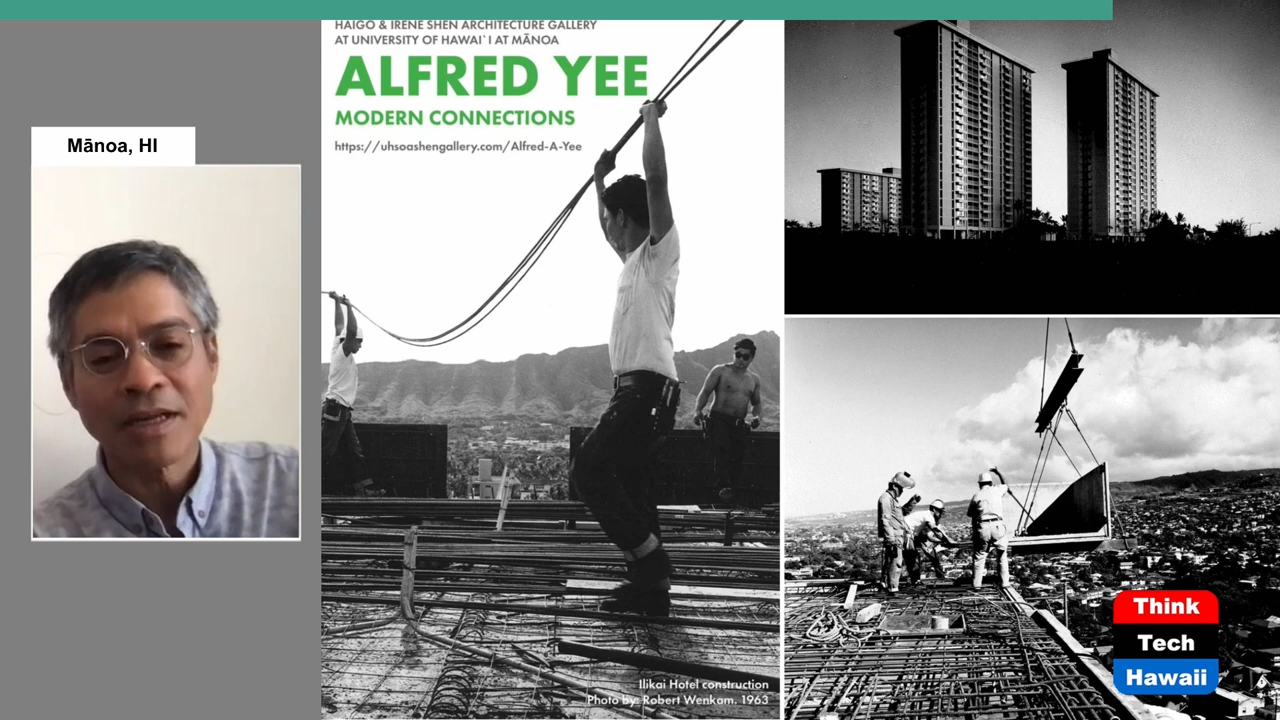 Mānoa, HI
HAIGO & IRENE SHEN ARCHITECTURE GALLERY
AT UNIVERSITY OF HAWAI`I AT MĀNOA
ALFRED YEE
MODERN CONNECTIONS
https://uhsoashengallery.com/Alfred-A-Yee
Ilikai Hotel construction
Photo by: Robert Wenkam. 1963
Think
Tech
Hawaii